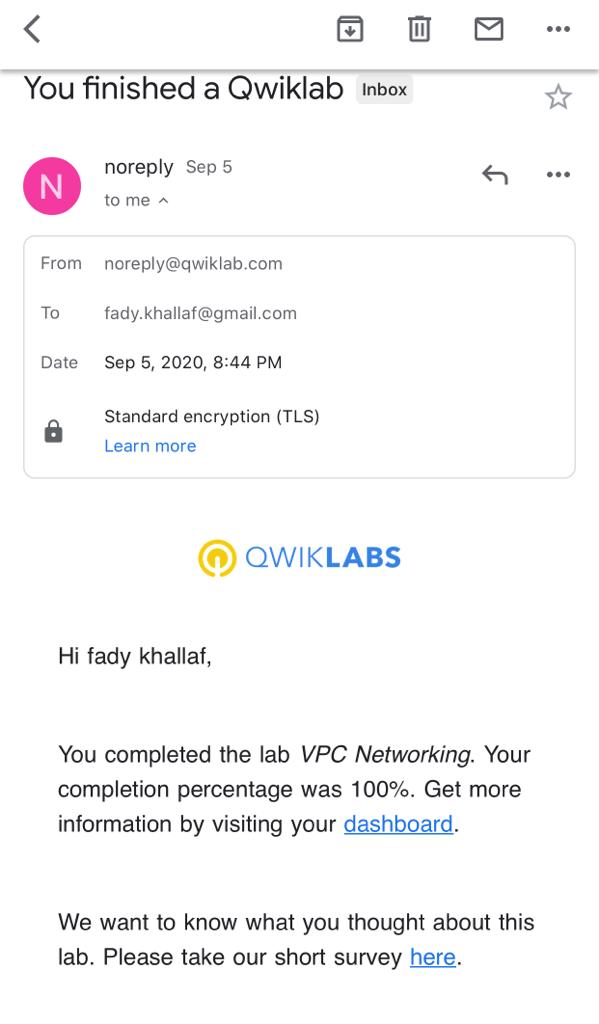 You finished a Qwiklab Inbox
N
noreply Sep 5
to me
From noreply@qwiklab.com
To fady.khallaf@gmail.com
Date Sep 5, 2020, 8:44 PM
Standard encryption (TLS)
Learn more
QWIKLABS
Hi fady khallaf,
You completed the lab VPC Networking. Your
completion percentage was 100%. Get more
information by visiting your dashboard.
We want to know what you thought about this
lab. Please take our short survey here.